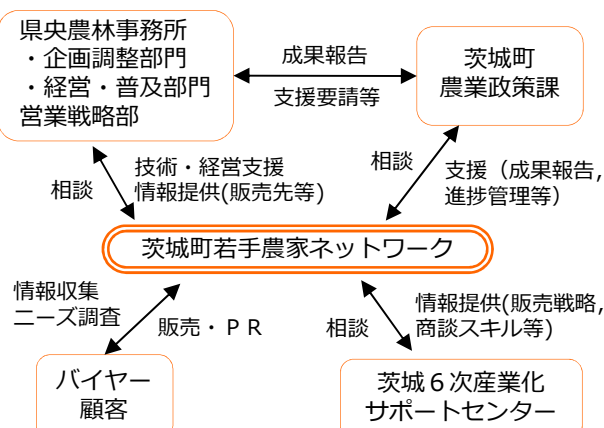 県央農林事務所
・企画調整部門
・経営・普及部門
営業戦略部
成果報告
支援要請等
茨城町
農業政策課
相談
技術・経営支援
情報提供(販売先等)
相談
支援（成果報告,
進捗管理等）
茨城町若手農家ネットワーク
情報収集
ニーズ調査
販売・ＰＲ
相談
情報提供(販売戦略,
商談スキル等)
バイヤー
顧客
茨城６次産業化
サポートセンター